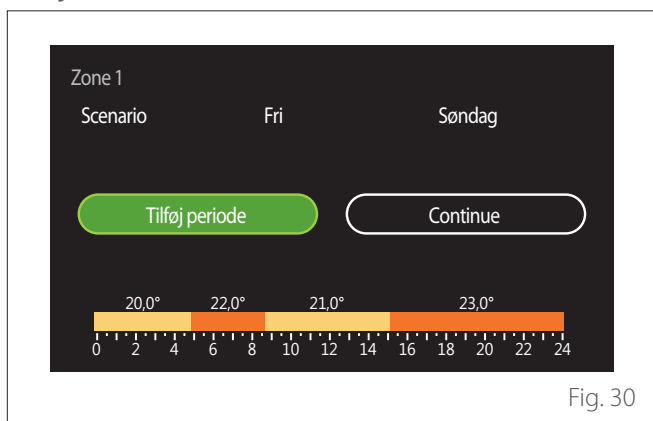 Zone 1
Scenario Fri Søndag
Tilføj periode Continue
20,0° 22,0° 21,0° 23,0°
0 2 4 6 8 10 12 14 16 18 20 22 24
Fig. 30